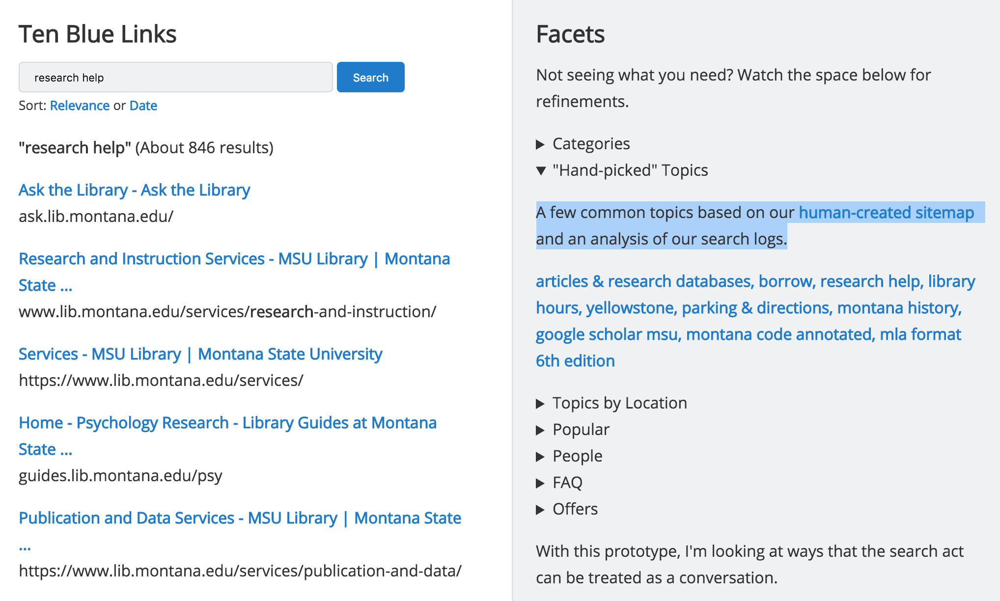 Ten Blue Links
research help
Search
Sort: Relevance or Date
"research help" (About 846 results)
Ask the Library - Ask the Library
ask.lib.montana.edu/
Research and Instruction Services - MSU Library | Montana
State ...
www.lib.montana.edu/services/research-and-instruction/
Services - MSU Library | Montana State University
https://www.lib.montana.edu/services/
Home - Psychology Research - Library Guides at Montana
State ...
guides.lib.montana.edu/psy
Publication and Data Services - MSU Library | Montana State
...
https://www.lib.montana.edu/services/publication-and-data/
Facets
Not seeing what you need? Watch the space below for
refinements.
Categories
"Hand-picked" Topics
A few common topics based on our human-created sitemap
and an analysis of our search logs.
articles & research databases, borrow, research help, library
hours, yellowstone, parking & directions, montana history,
google scholar msu, montana code annotated, mla format
6th edition
Topics by Location
Popular
People
FAQ
Offers
With this prototype, I'm looking at ways that the search act
can be treated as a conversation.